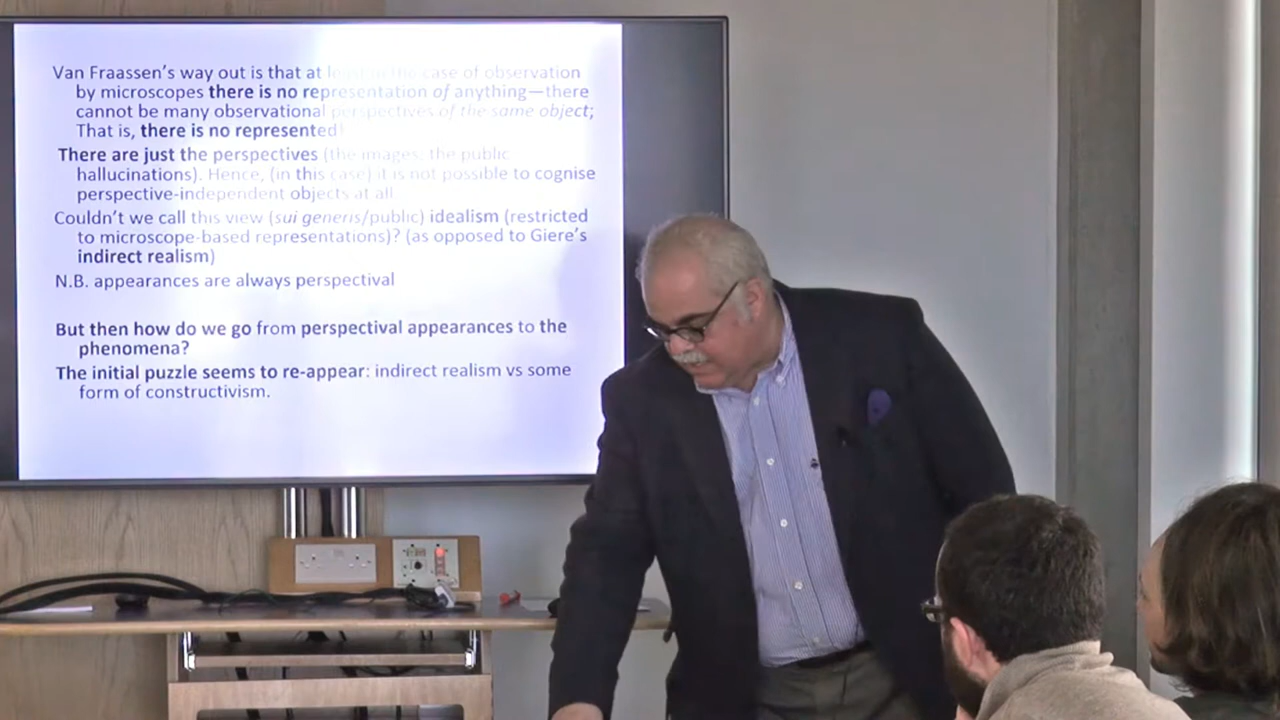 Van Fraassen's way out is that at least in the case of observation
by microscopes there is no representation of anything—there
cannot be many observational perspectives of the same object;
That is, there is no represented!
There are just the perspectives (the images, the public
hallucinations). Hence, (in this case) it is not possible to cognise
perspective-independent objects at all.
Couldn't we call this view (sui generis/public) idealism (restricted
to microscope-based representations)? (as opposed to Giere's
indirect realism)
N.B. appearances are always perspectival
But then how do we go from perspectival appearances to the
phenomena?
The initial puzzle seems to re-appear: indirect realism vs some
form of constructivism.